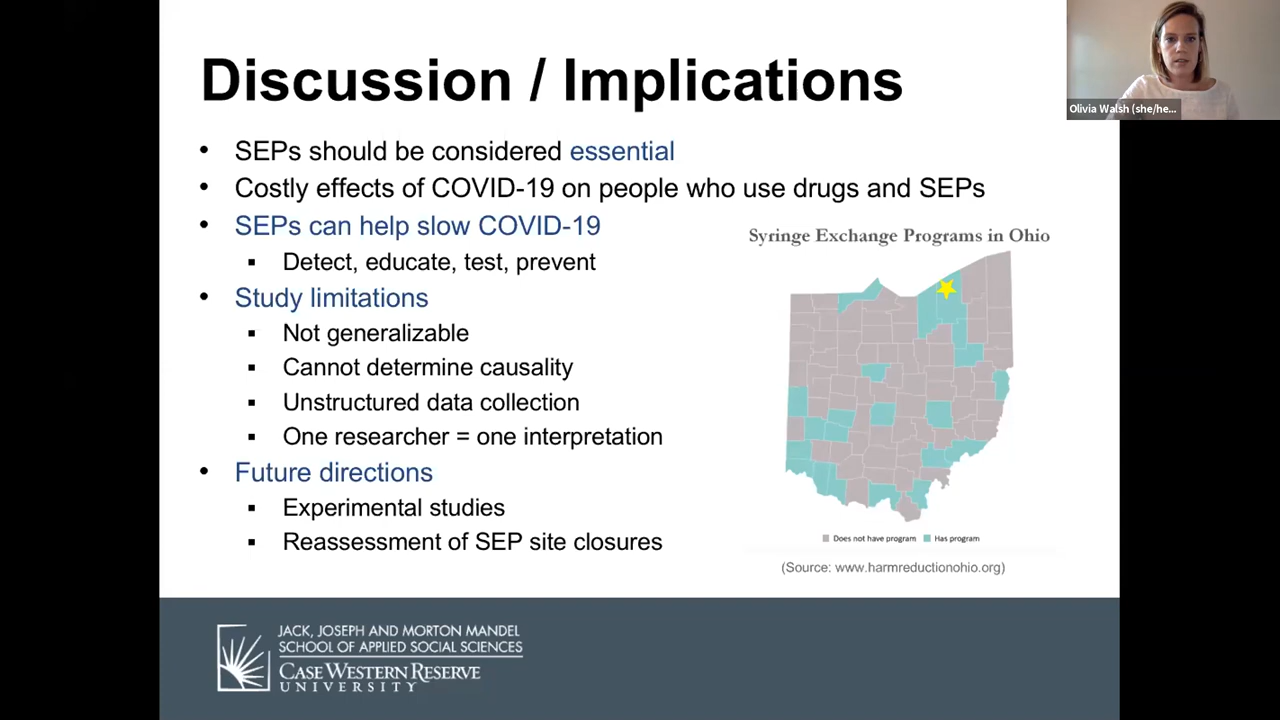 Discussion / Implications
Olivia Walsh (she/he...
• SEPs should be considered essential
• Costly effects of COVID-19 on people who use drugs and SEPs
• SEPs can help slow COVID-19
▪ Detect, educate, test, prevent
• Study limitations
▪ Not generalizable
▪ Cannot determine causality
▪ Unstructured data collection
▪ One researcher = one interpretation
• Future directions
▪ Experimental studies
▪ Reassessment of SEP site closures
Syringe Exchange Programs in Ohio
Does not have program Has program
(Source: www.harmreductionohio.org)
JACK, JOSEPH AND MORTON MANDEL
SCHOOL OF APPLIED SOCIAL SCIENCES
CASE WESTERN RESERVE
UNIVERSITY